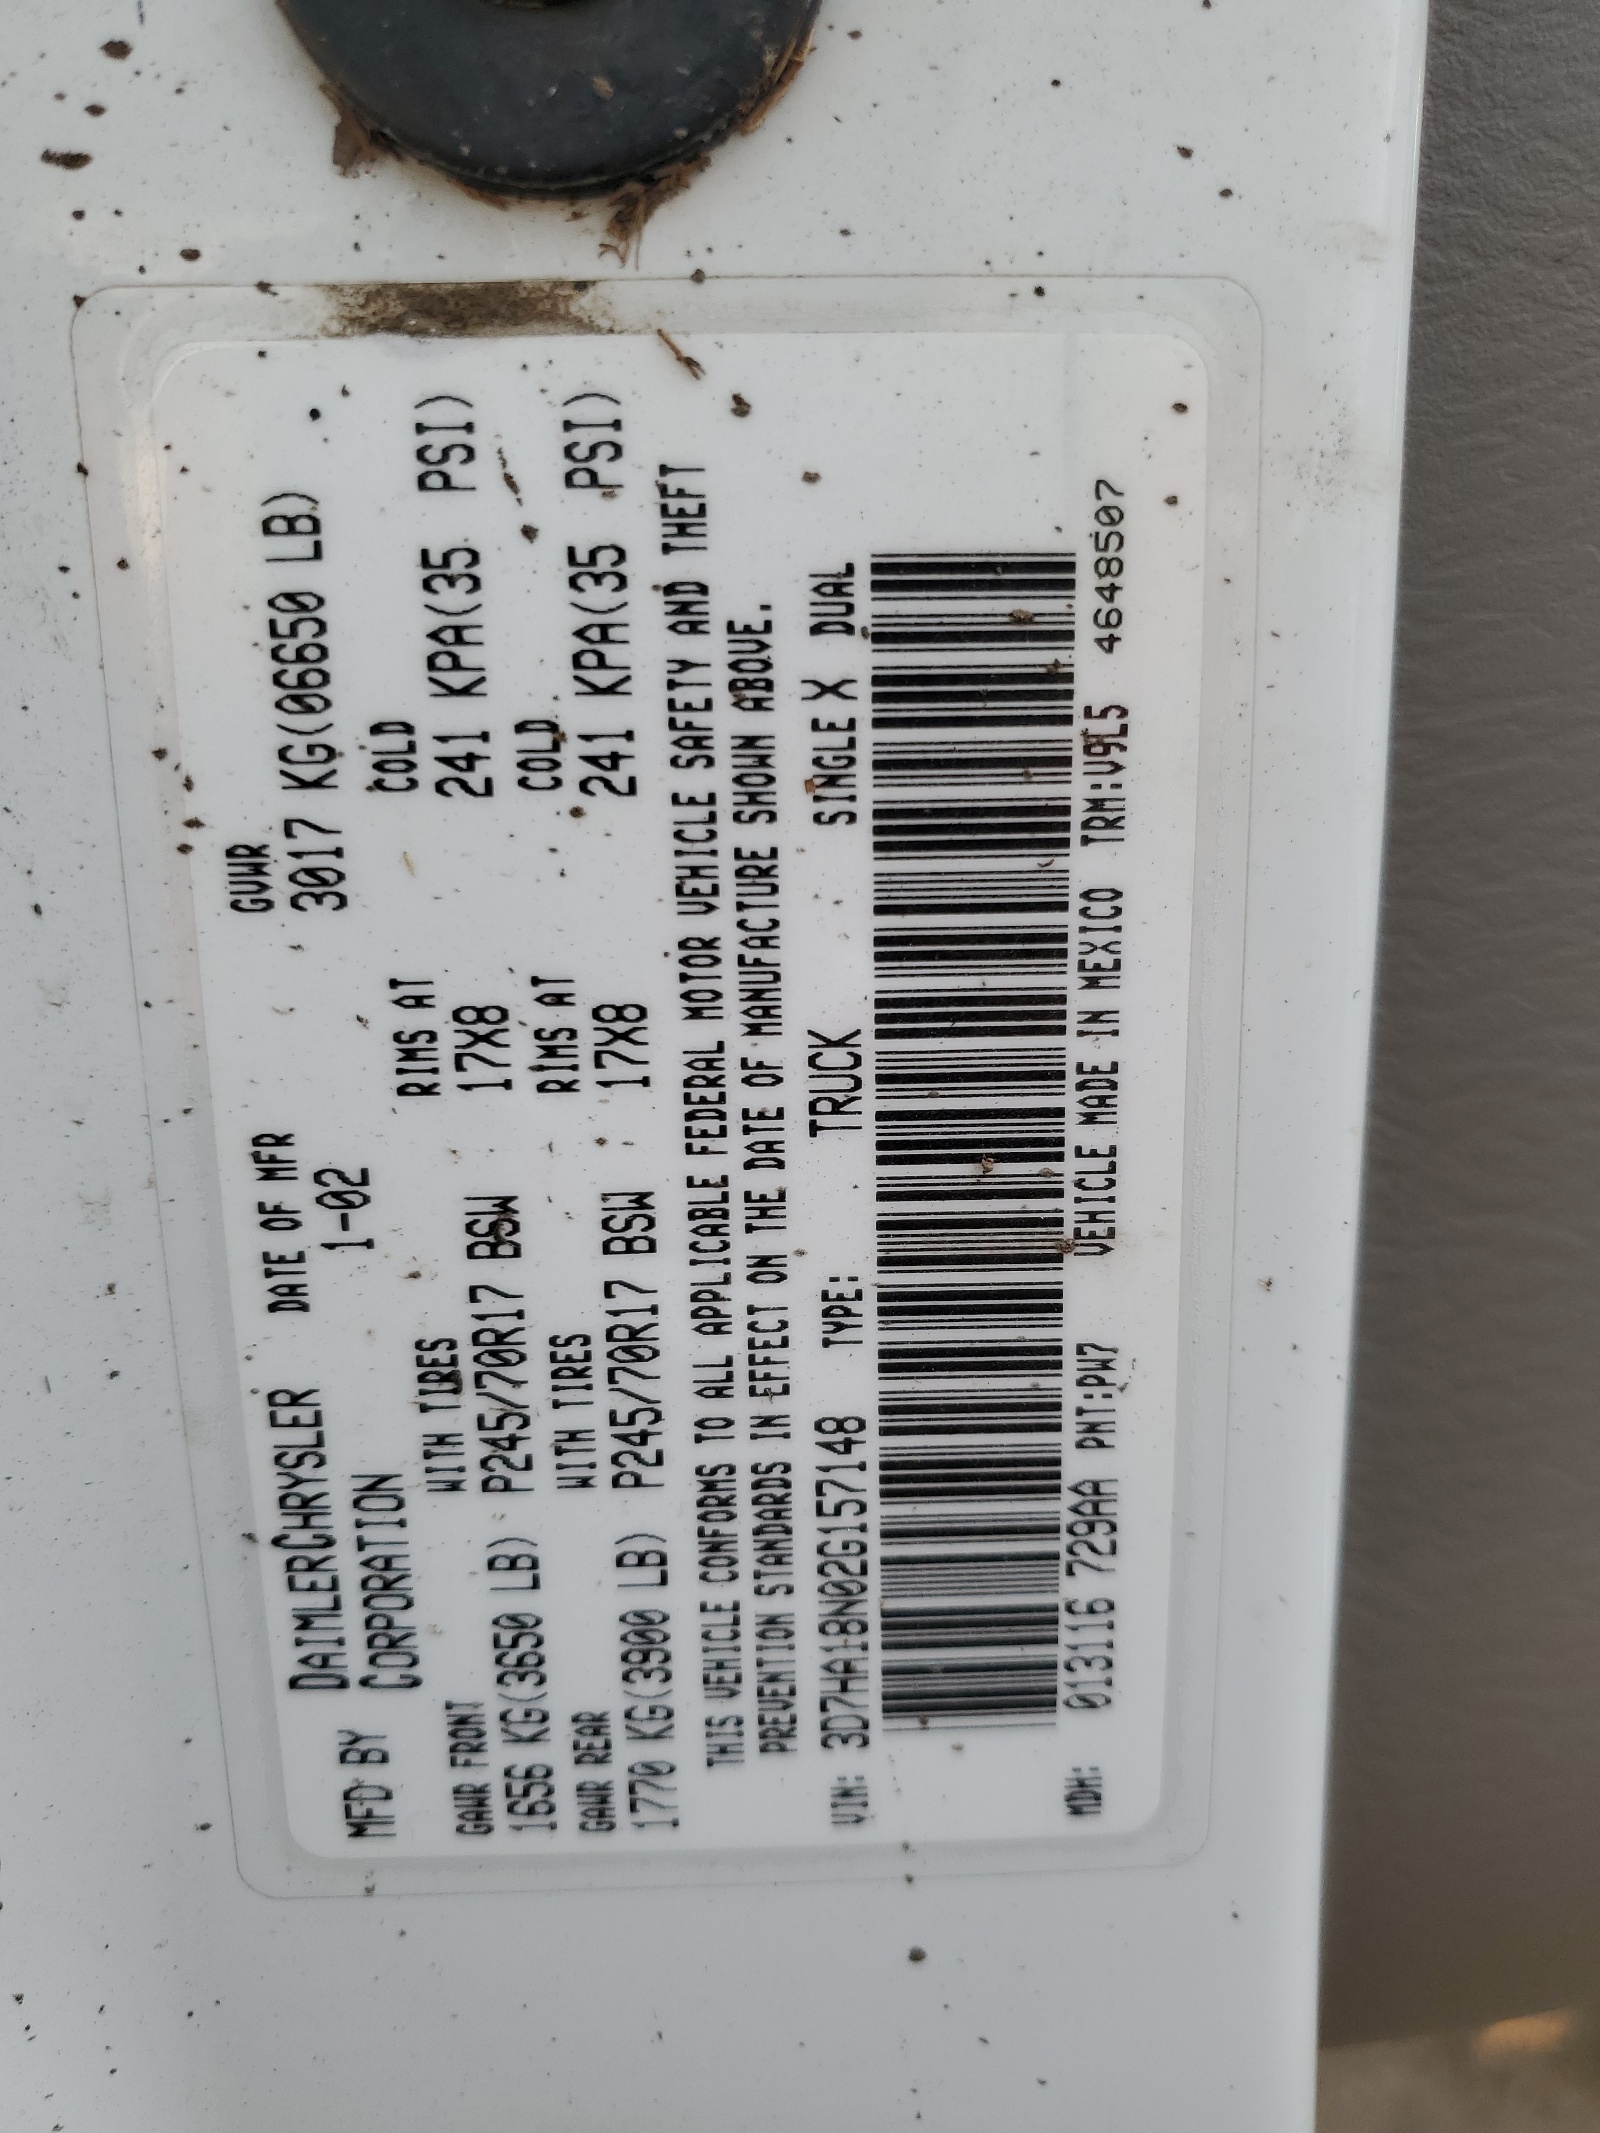 MFD BY DAIMLERCHRYSLER CORPORATION DATE OF MFR 1-02 GVWR 3017 KG(06650 LB)
GAWR FRONT WITH TIRES RIMS AT COLD
1656 KG(3650 LB) P245/70R17 BSW 17X8 241 KPA(35 PSI)
GAWR REAR WITH TIRES RIMS AT COLD
1770 KG(3900 LB) P245/70R17 BSW 17X8 241 KPA(35 PSI)
THIS VEHICLE CONFORMS TO ALL APPLICABLE FEDERAL MOTOR VEHICLE SAFETY AND THEFT
PREVENTION STANDARDS IN EFFECT ON THE DATE OF MANUFACTURE SHOWN ABOVE.
VIN: 3D7HA18N02G157148 TYPE: TRUCK SINGLE X DUAL
MDH: 013116 729AA PNT:PW7 VEHICLE MADE IN MEXICO TRM:V9L5 4648507